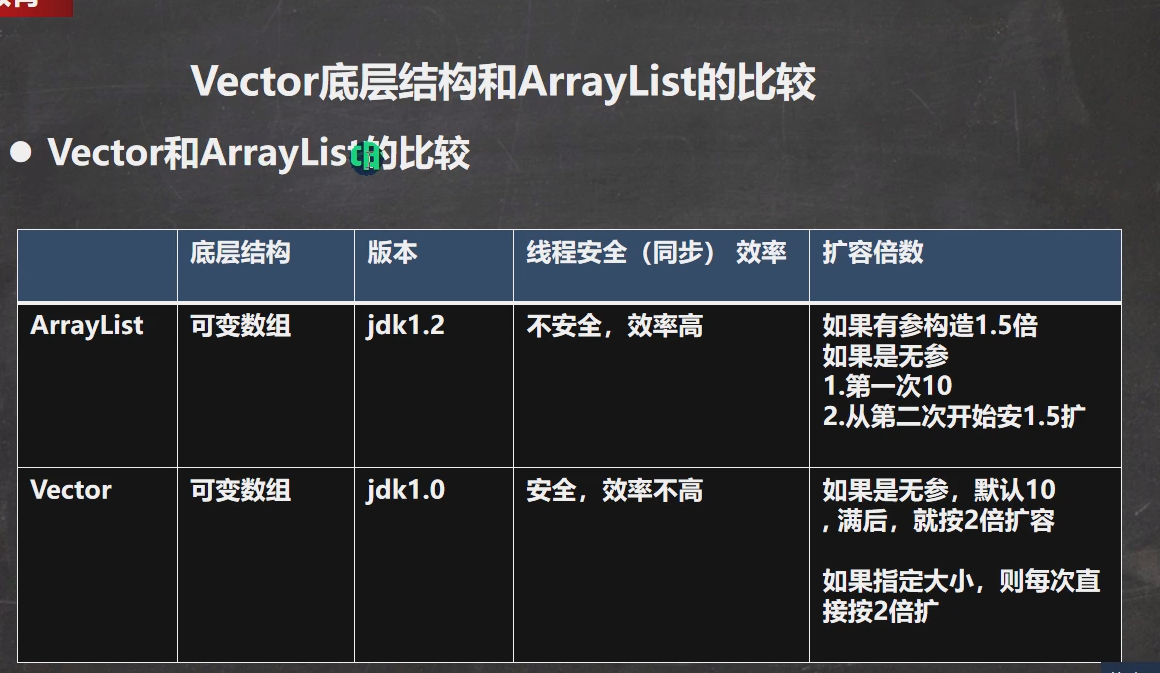 Vector底层结构和ArrayList的比较
Vector和ArrayList的比较
底层结构 版本 线程安全（同步） 效率 扩容倍数
ArrayList 可变数组 jdk1.2 不安全，效率高 如果有参构造1.5倍
如果是无参
1.第一次10
2.从第二次开始安1.5扩
Vector 可变数组 jdk1.0 安全，效率不高 如果是无参，默认10
, 满后，就按2倍扩容
如果指定大小，则每次直
接按2倍扩